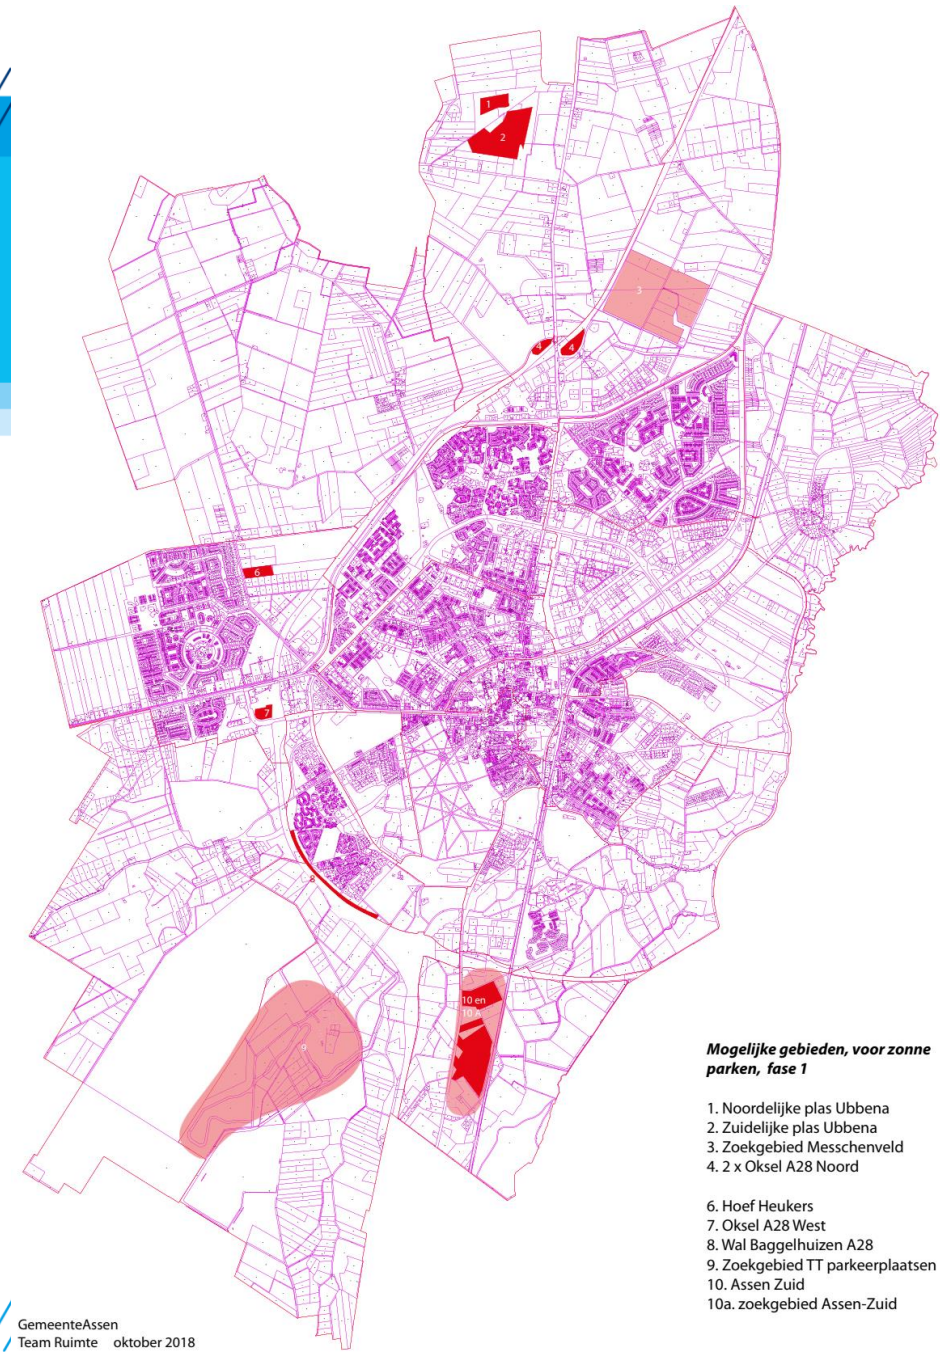 1
2
3
4
4
6
7
8
10 en
10 A
9
Mogelijke gebieden, voor zonne
parken, fase 1
1. Noordelijke plas Ubbena
2. Zuidelijke plas Ubbena
3. Zoekgebied Messchenveld
4. 2 x Oksel A28 Noord
6. Hoef Heukers
7. Oksel A28 West
8. Wal Baggelhuizen A28
9. Zoekgebied TT parkeerplaatsen
10. Assen Zuid
10a. zoekgebied Assen-Zuid
GemeenteAssen
Team Ruimte oktober 2018